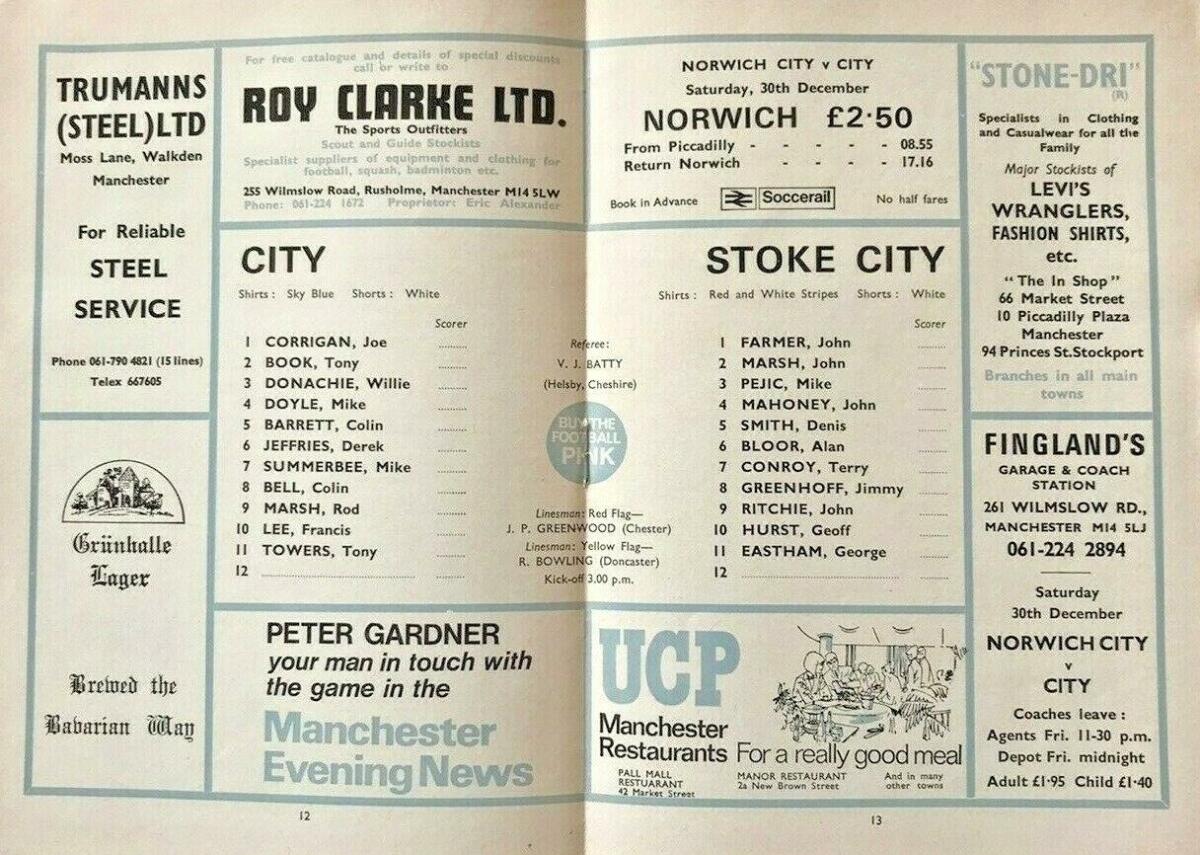 TRUMANNS
(STEEL) LTD
Moss Lane, Walkden
Manchester
For Reliable
STEEL
SERVICE
Phone 061-790 4821 (15 lines)
Telex 667605
Grünhalle
Lager
Brewed the
Bavarian Way
For free catalogue and details of special discounts
call or write to
ROY CLARKE LTD.
The Sports Outfitters
Scout and Guide Stockists
Specialist suppliers of equipment and clothing for
football, squash, badminton etc.
255 Wilmslow Road, Rusholme, Manchester M14 5LW
Phone: 061-224 1672 Proprietor: Eric Alexander
CITY
Shirts : Sky Blue Shorts : White
Scorer
1 CORRIGAN, Joe ..........
2 BOOK, Tony ..........
3 DONACHIE, Willie ..........
4 DOYLE, Mike ..........
5 BARRETT, Colin ..........
6 JEFFRIES, Derek ..........
7 SUMMERBEE, Mike ..........
8 BELL, Colin ..........
9 MARSH, Rod ..........
10 LEE, Francis ..........
11 TOWERS, Tony ..........
12 .......... ..........
Referee:
V. J. BATTY
(Helsby, Cheshire)
BUY THE
FOOTBALL
PINK
Linesman: Red Flag—
J. P. GREENWOOD (Chester)
Linesman: Yellow Flag—
R. BOWLING (Doncaster)
Kick-off 3.00 p.m.
PETER GARDNER
your man in touch with
the game in the
Manchester
Evening News
12
NORWICH CITY v CITY
Saturday, 30th December
NORWICH £2·50
From Piccadilly - - - - - 08.55
Return Norwich - - - - 17.16
Book in Advance Soccerail No half fares
STOKE CITY
Shirts : Red and White Stripes Shorts : White
Scorer
1 FARMER, John ..........
2 MARSH, John ..........
3 PEJIC, Mike ..........
4 MAHONEY, John ..........
5 SMITH, Denis ..........
6 BLOOR, Alan ..........
7 CONROY, Terry ..........
8 GREENHOFF, Jimmy ..........
9 RITCHIE, John ..........
10 HURST, Geoff ..........
11 EASTHAM, George ..........
12 .......... ..........
UCP
Manchester
Restaurants For a really good meal
PALL MALL
RESTUARANT
42 Market Street
MANOR RESTAURANT
2a New Brown Street
And in many
other towns
"STONE-DRI"
(R)
Specialists in Clothing
and Casualwear for all the
Family
Major Stockists of
LEVI'S
WRANGLERS,
FASHION SHIRTS,
etc.
"The In Shop"
66 Market Street
10 Piccadilly Plaza
Manchester
94 Princes St. Stockport
Branches in all main
towns
FINGLAND'S
GARAGE & COACH
STATION
261 WILMSLOW RD.,
MANCHESTER M14 5LJ
061-224 2894
Saturday
30th December
NORWICH CITY
v
CITY
Coaches leave :
Agents Fri. 11-30 p.m.
Depot Fri. midnight
Adult £1·95 Child £1·40
13